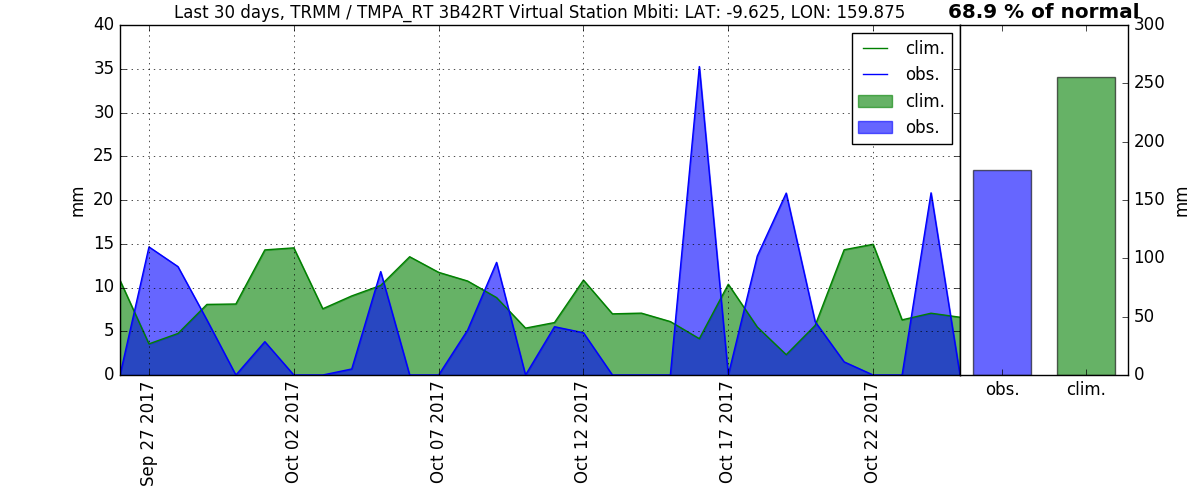 Last 30 days, TRMM / TMPA_RT 3B42RT Virtual Station Mbiti: LAT: -9.625, LON: 159.875
68.9 % of normal
40
35
30
25
20
15
10
5
0
mm
clim.
obs.
clim.
obs.
Sep 27 2017
Oct 02 2017
Oct 07 2017
Oct 12 2017
Oct 17 2017
Oct 22 2017
300
250
200
150
100
50
0
mm
obs.
clim.